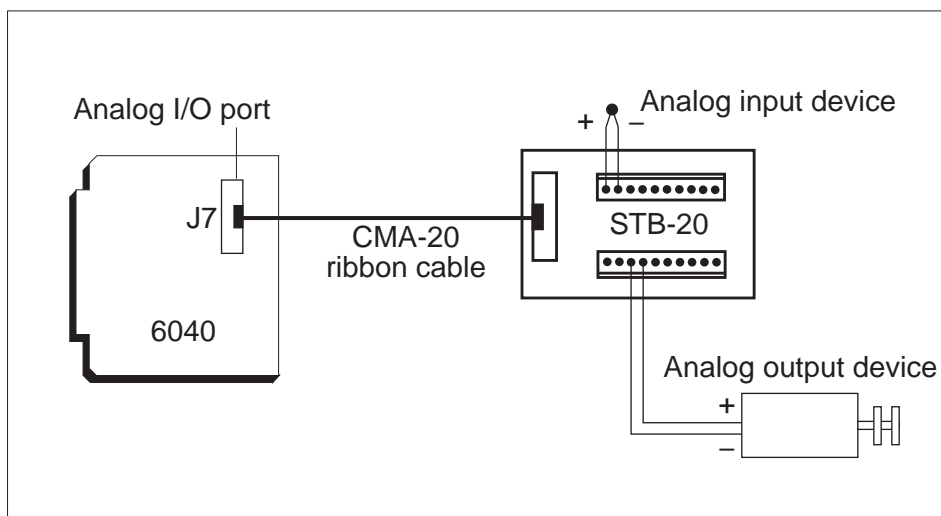 Analog I/O port
J7
6040
CMA-20
ribbon cable
Analog input device
+ –
STB-20
Analog output device
+
–